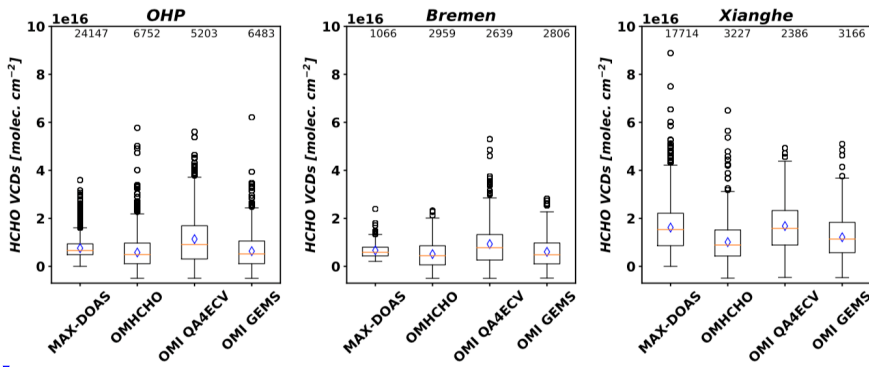 OHP
1e16
24147 6752 5203 6483
HCHO VCDs [molec. cm⁻²]
10
8
6
4
2
0
MAX-DOAS
OMHCHO
OMI QA4ECV
OMI GEMS
Bremen
1e16
1066 2959 2639 2806
HCHO VCDs [molec. cm⁻²]
10
8
6
4
2
0
MAX-DOAS
OMHCHO
OMI QA4ECV
OMI GEMS
Xianghe
1e16
17714 3227 2386 3166
HCHO VCDs [molec. cm⁻²]
10
8
6
4
2
0
MAX-DOAS
OMHCHO
OMI QA4ECV
OMI GEMS